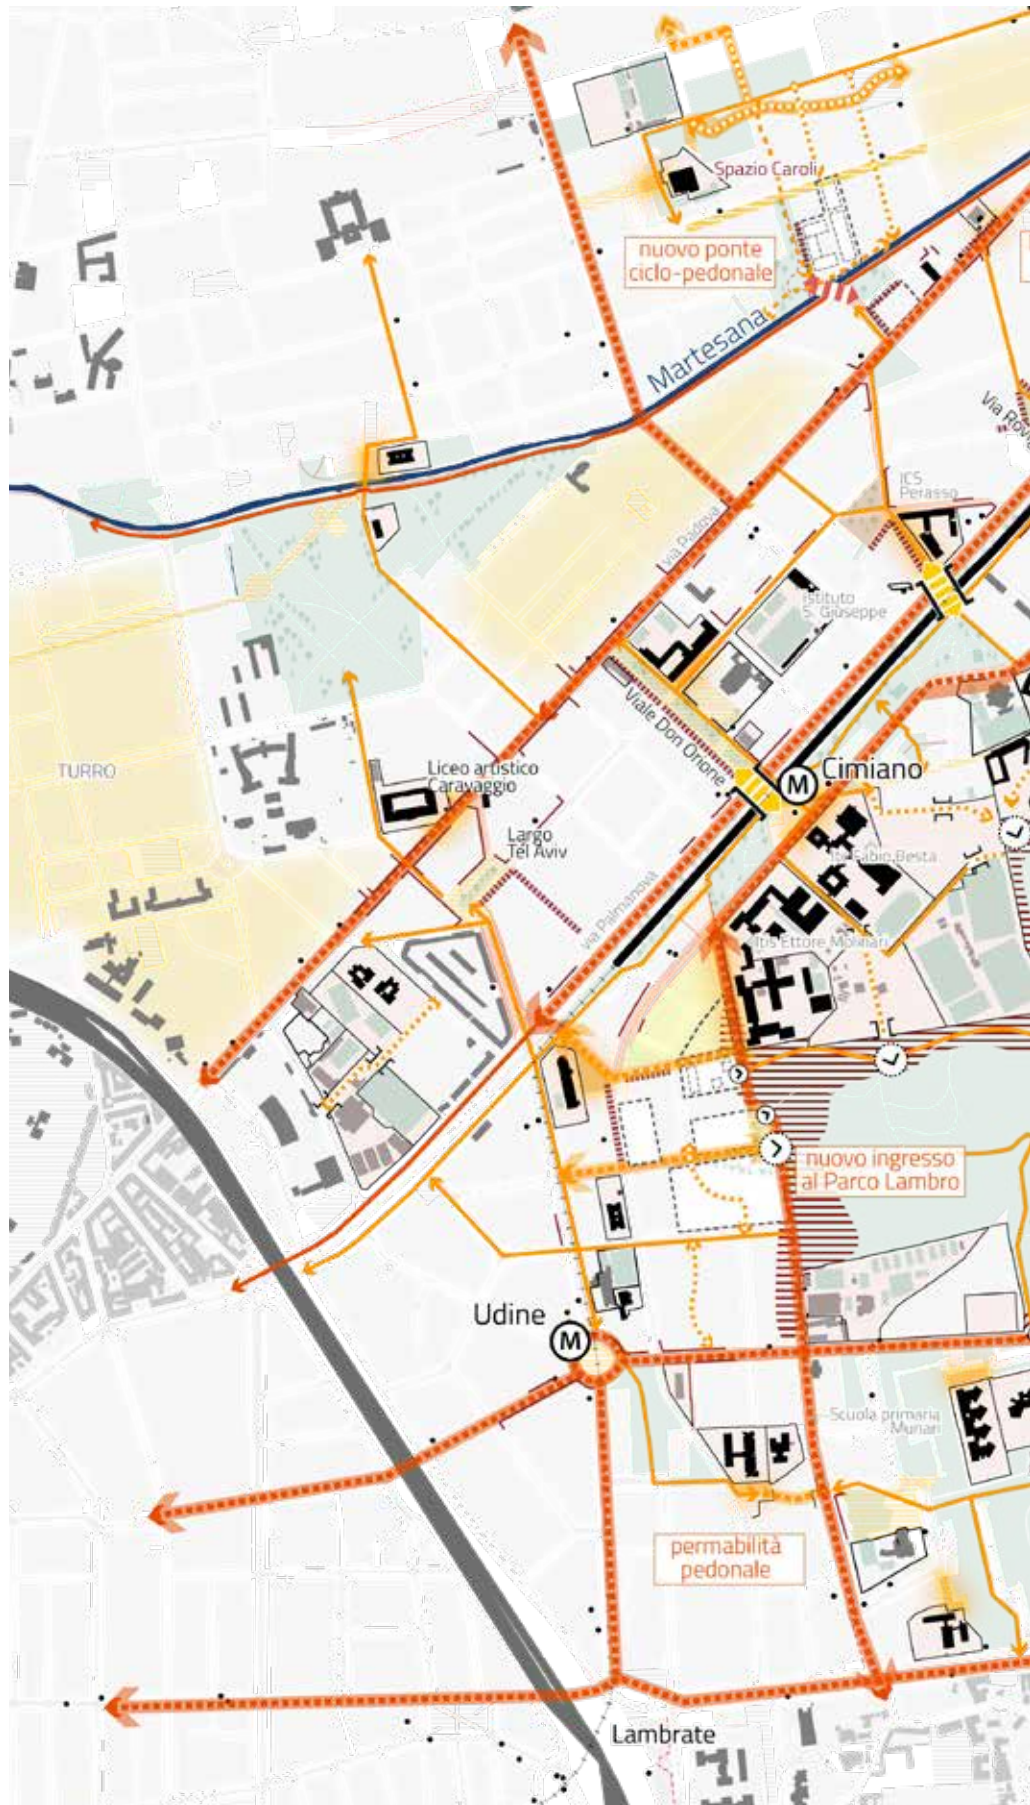 Spazio Caroli
nuovo ponte
ciclo-pedonale
Martesana
ICS
Perasso
via Padova
Istituto
S. Giuseppe
Viale Don Orione
M
Cimiano
TURRO
Liceo artistico
Caravaggio
Largo
Tel Aviv
via Palmanova
Fabio Besta
Itis Ettore Molinari
nuovo ingresso
al Parco Lambro
Udine
M
Scuola primaria
Munari
permabilità
pedonale
Lambrate